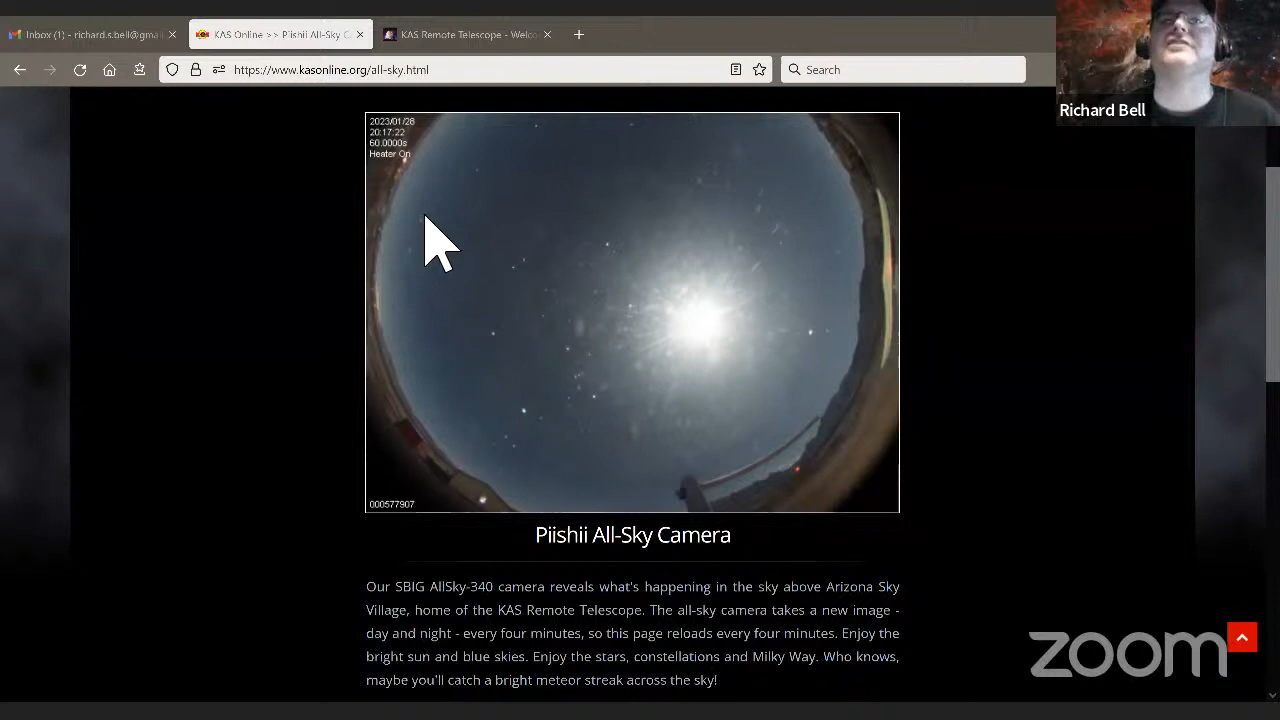 Inbox (1) - richard.s.bell@gmai
KAS Online >> Piishii All-Sky C
KAS Remote Telescope - Welco
https://www.kasonline.org/all-sky.html
Search
Richard Bell
2023/01/28
20:17:22
60.0000s
Heater On
000577907
Piishii All-Sky Camera
Our SBIG AllSky-340 camera reveals what's happening in the sky above Arizona Sky
Village, home of the KAS Remote Telescope. The all-sky camera takes a new image -
day and night - every four minutes, so this page reloads every four minutes. Enjoy the
bright sun and blue skies. Enjoy the stars, constellations and Milky Way. Who knows,
maybe you'll catch a bright meteor streak across the sky!
zoom